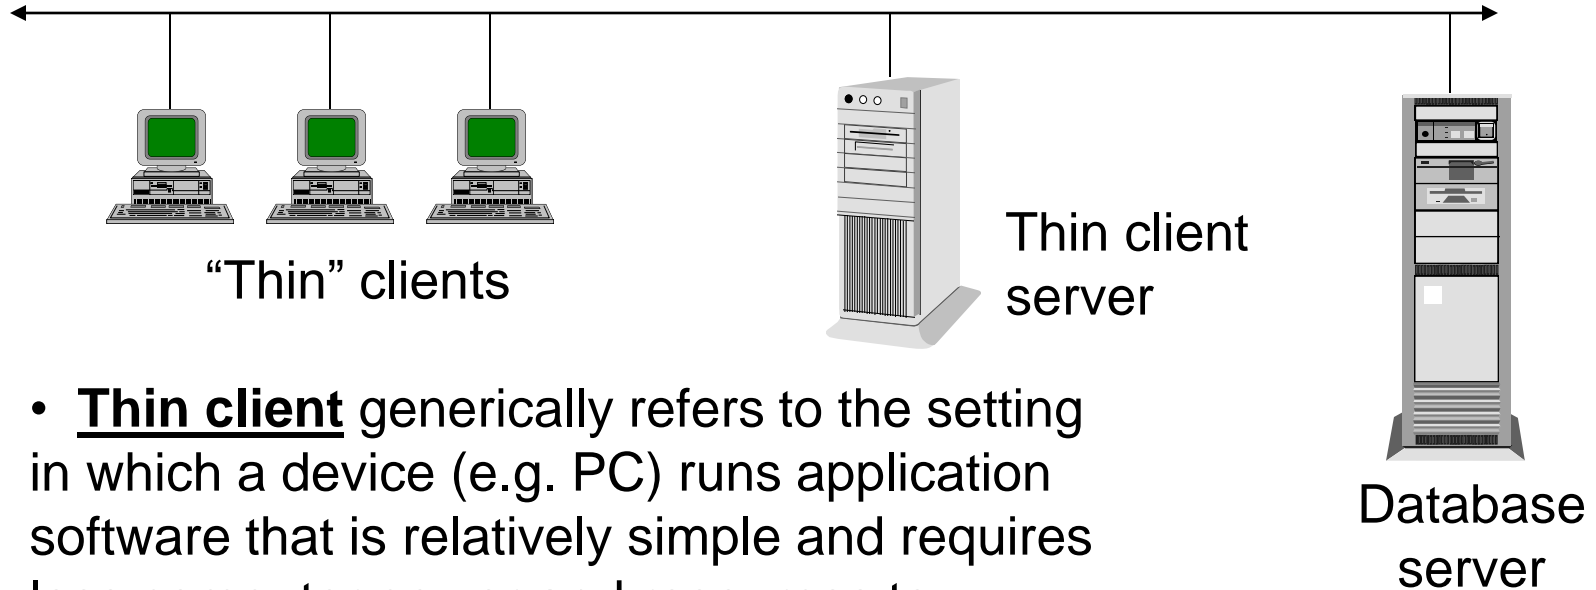 “Thin” clients
Thin client
server
Database
server
• Thin client generically refers to the setting
in which a device (e.g. PC) runs application
software that is relatively simple and requires